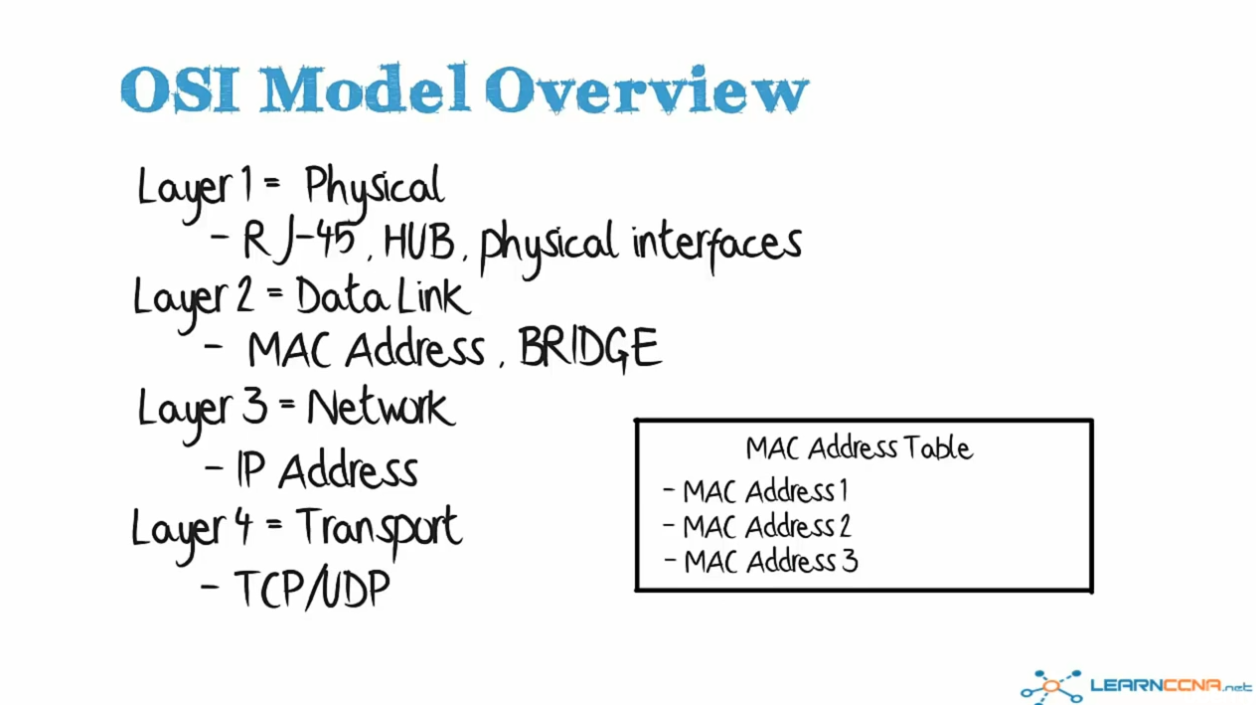 OSI Model Overview
Layer 1 = Physical
- RJ-45, HUB, physical interfaces
Layer 2 = Data Link
- MAC Address, BRIDGE
Layer 3 = Network
- IP Address
Layer 4 = Transport
- TCP/UDP
MAC Address Table
- MAC Address 1
- MAC Address 2
- MAC Address 3
LEARNCCNA.net